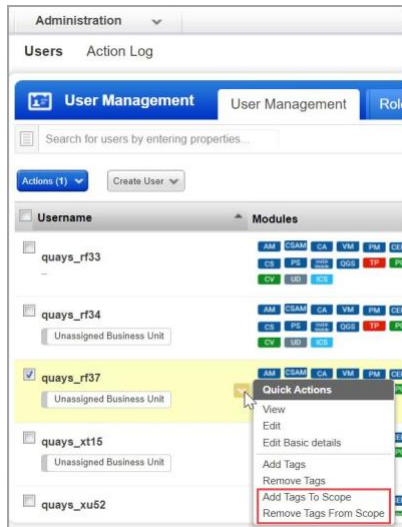 Administration
Users Action Log
User Management User Management Role
Search for users by entering properties...
Actions (1) Create User
Username Modules
quays_rf33 AM CSAM CA VM PM
– CS PS QGS TP
CV UD ICS
quays_rf34 AM CSAM CA VM PM
Unassigned Business Unit CS PS QGS TP
CV UD ICS
quays_rf37 AM CSAM CA VM PM
Unassigned Business Unit
Quick Actions
View
Edit
Edit Basic details
quays_xt15
Unassigned Business Unit
Add Tags
Remove Tags
Add Tags To Scope
quays_xu52
Remove Tags From Scope